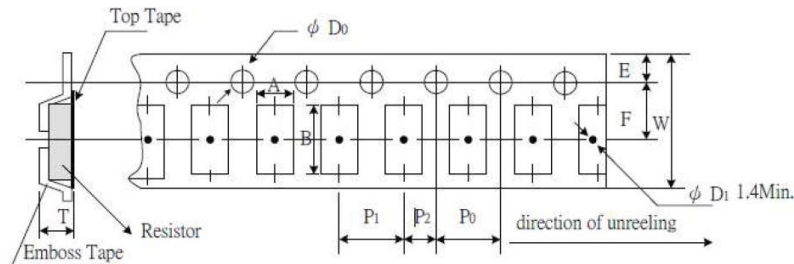 Top Tape
ϕ D0
E
A
F
B
W
ϕ D1 1.4Min.
P1
P2
P0
T
Resistor
direction of unreeling
Emboss Tape